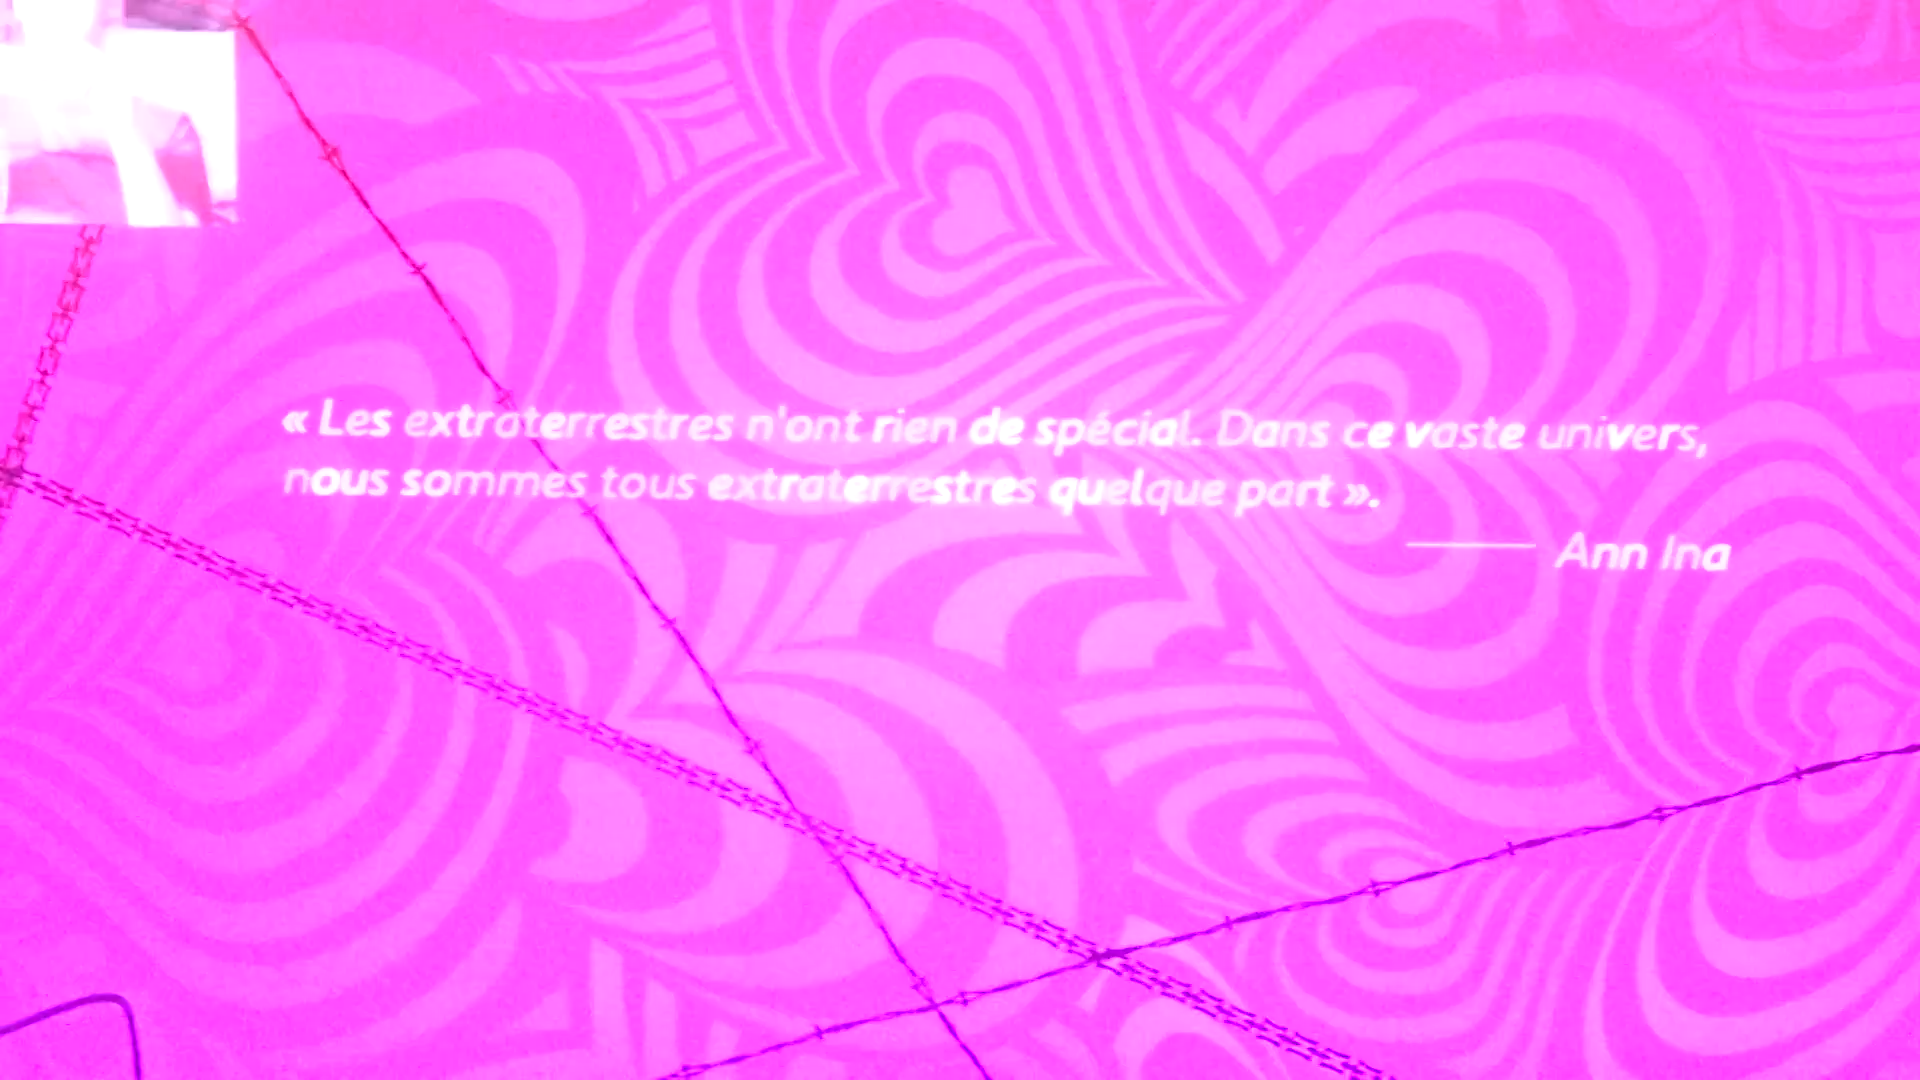 « Les extraterrestres n'ont rien de spécial. Dans ce vaste univers,
nous sommes tous extraterrestres quelque part ».
—— Ann Ina